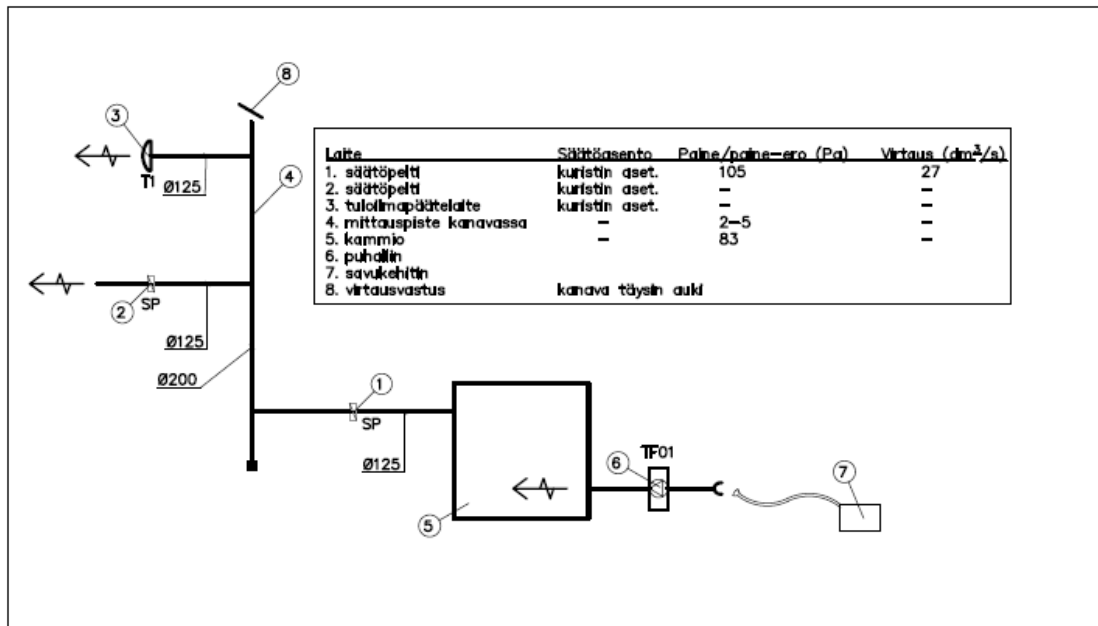 8
3
T1
Ø125
4
Laite Säätöasento Paine/paine-ero (Pa) Virtaus (dm³/s)
1. säätöpelti kuristin aset. 105 27
2. säätöpelti kuristin aset. - -
3. tuloilmapäätelaite kuristin aset. - -
4. mittauspiste kanavassa - 2-5 -
5. kammio - 83 -
6. puhallin
7. savukehitin
8. virtausvastus kanava täysin auki
2
SP
Ø125
Ø200
1
SP
Ø125
5
TF01
6
7